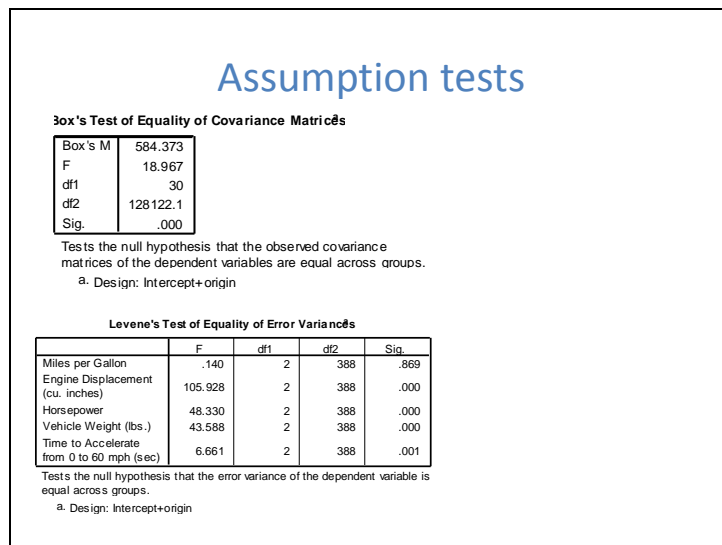 Assumption tests
Box's Test of Equality of Covariance Matrices a
Box's M 584.373
F 18.967
df1 30
df2 128122.1
Sig. .000
Tests the null hypothesis that the observed covariance
matrices of the dependent variables are equal across groups.
a. Design: Intercept+origin
Levene's Test of Equality of Error Variances a
F df1 df2 Sig.
Miles per Gallon .140 2 388 .869
Engine Displacement
(cu. inches) 105.928 2 388 .000
Horsepower 48.330 2 388 .000
Vehicle Weight (lbs.) 43.588 2 388 .000
Time to Accelerate
from 0 to 60 mph (sec) 6.661 2 388 .001
Tests the null hypothesis that the error variance of the dependent variable is
equal across groups.
a. Design: Intercept+origin